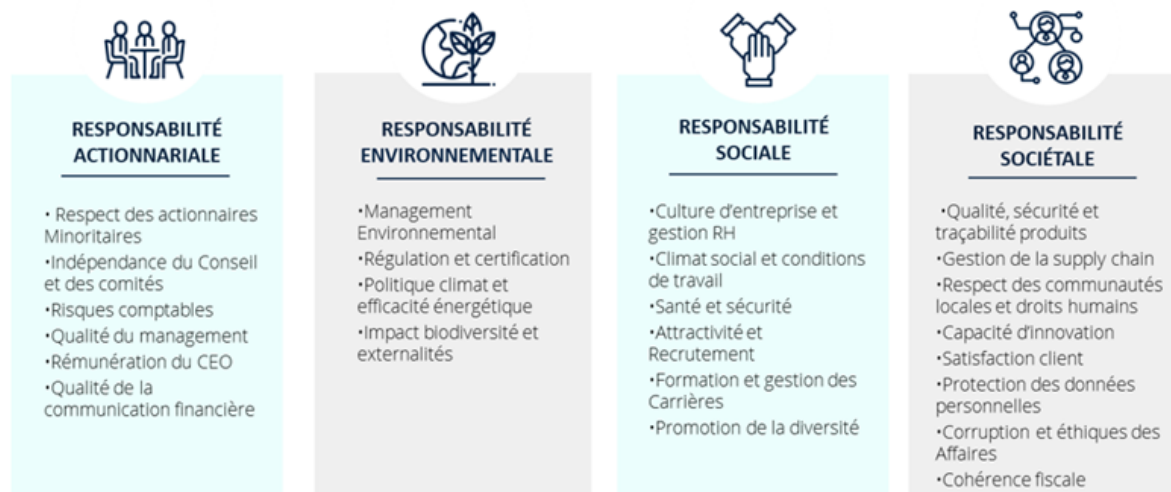 RESPONSABILITÉ
ACTIONNARIALE
• Respect des actionnaires
Minoritaires
•Indépendance du Conseil
et des comités
•Risques comptables
•Qualité du management
•Rémunération du CEO
•Qualité de la
communication financière
RESPONSABILITÉ
ENVIRONNEMENTALE
•Management
Environnemental
•Régulation et certification
•Politique climat et
efficacité énergétique
•Impact biodiversité et
externalités
RESPONSABILITÉ
SOCIALE
•Culture d'entreprise et
gestion RH
•Climat social et conditions
de travail
•Santé et sécurité
•Attractivité et
Recrutement
•Formation et gestion des
Carrières
•Promotion de la diversité
RESPONSABILITÉ
SOCIÉTALE
•Qualité, sécurité et
traçabilité produits
•Gestion de la supply chain
•Respect des communautés
locales et droits humains
•Capacité d'innovation
•Satisfaction client
•Protection des données
personnelles
•Corruption et éthiques des
Affaires
•Cohérence fiscale